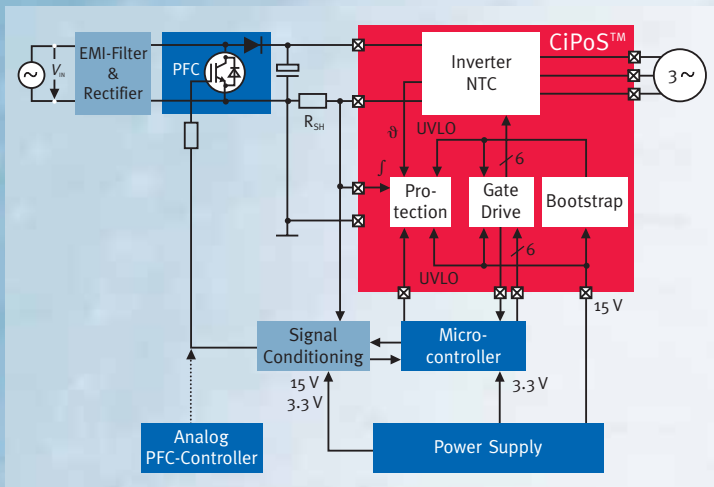 CiPoS™
EMI-Filter
&
Rectifier
PFC
Inverter
NTC
3~
~
V_IN
R_SH
ϑ
UVLO
6
∫
Pro-
tection
Gate
Drive
Bootstrap
6
UVLO
15 V
Signal
Conditioning
Micro-
controller
15 V
3.3 V
3.3 V
Analog
PFC-Controller
Power Supply